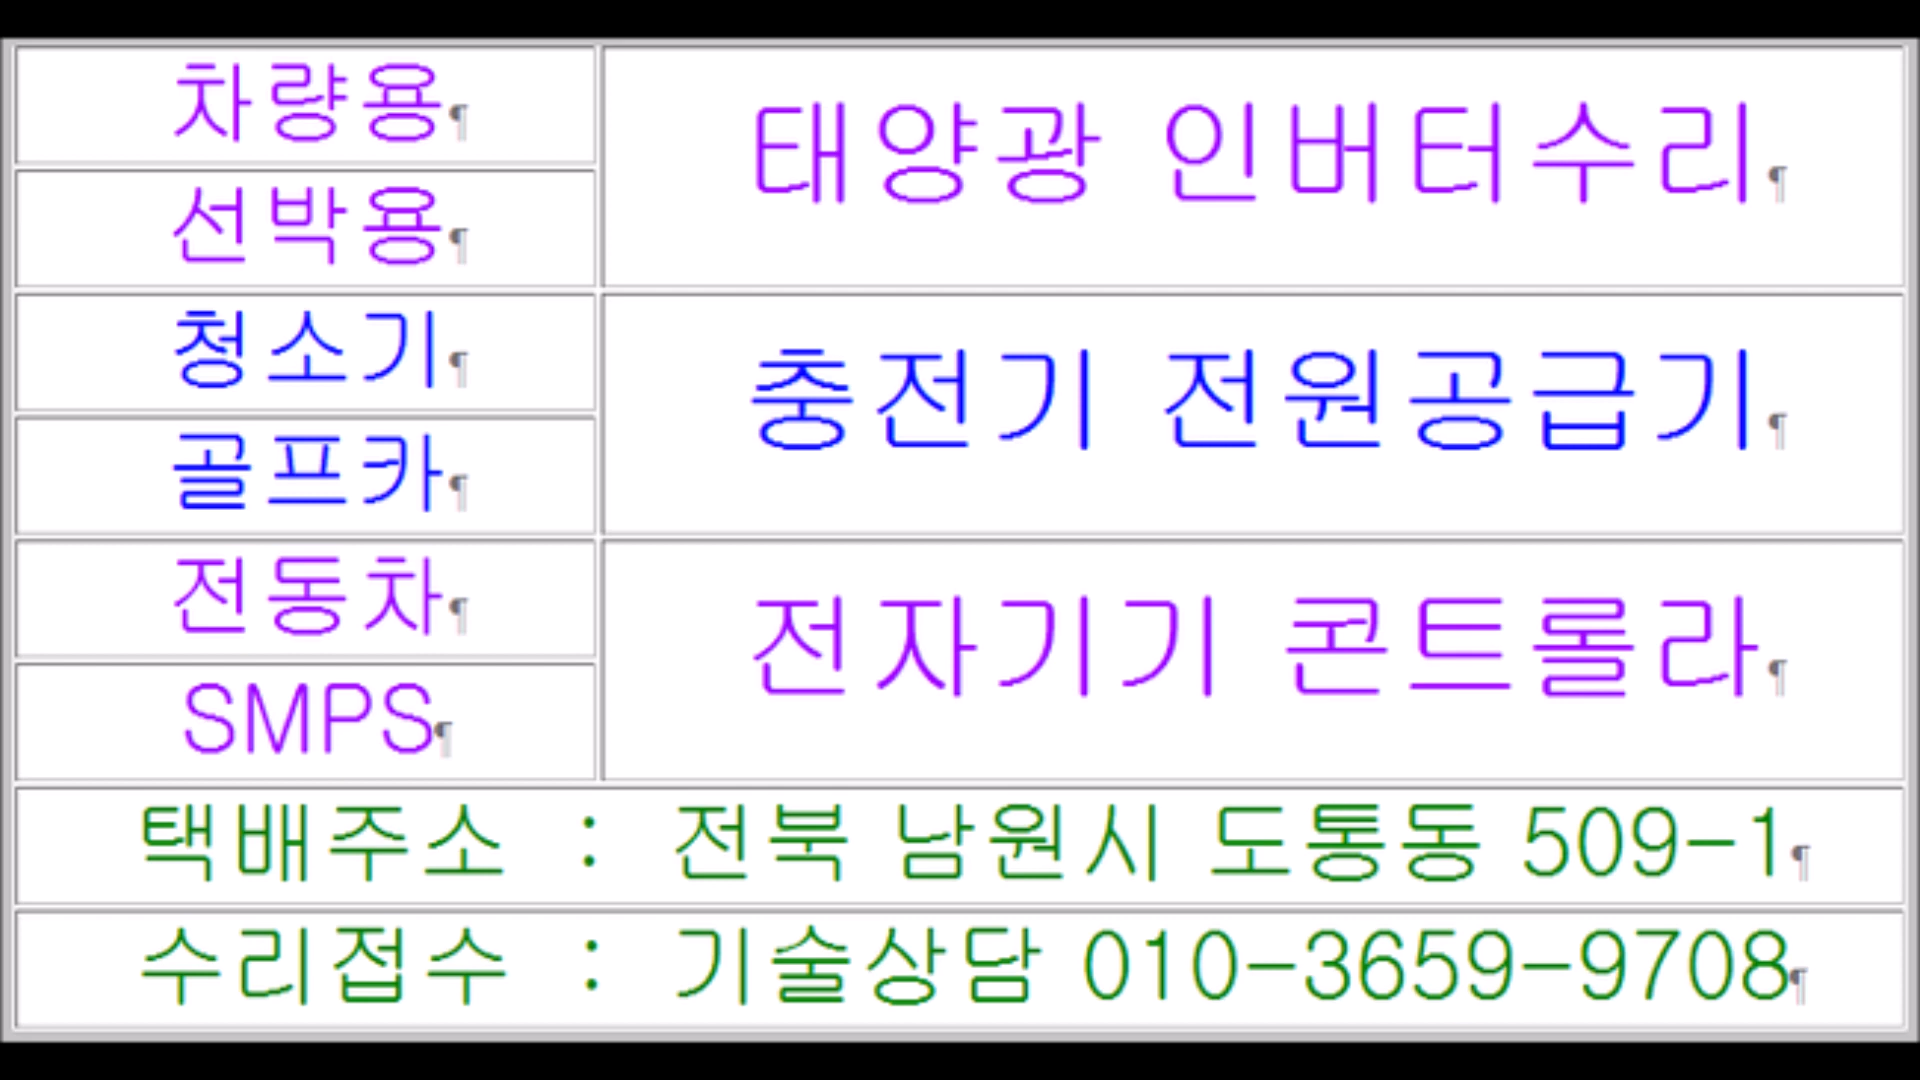 차량용
선박용
태양광 인버터수리
청소기
골프카
충전기 전원공급기
전동차
SMPS
전자기기 콘트롤라
택배주소 : 전북 남원시 도통동 509-1
수리접수 : 기술상담 010-3659-9708